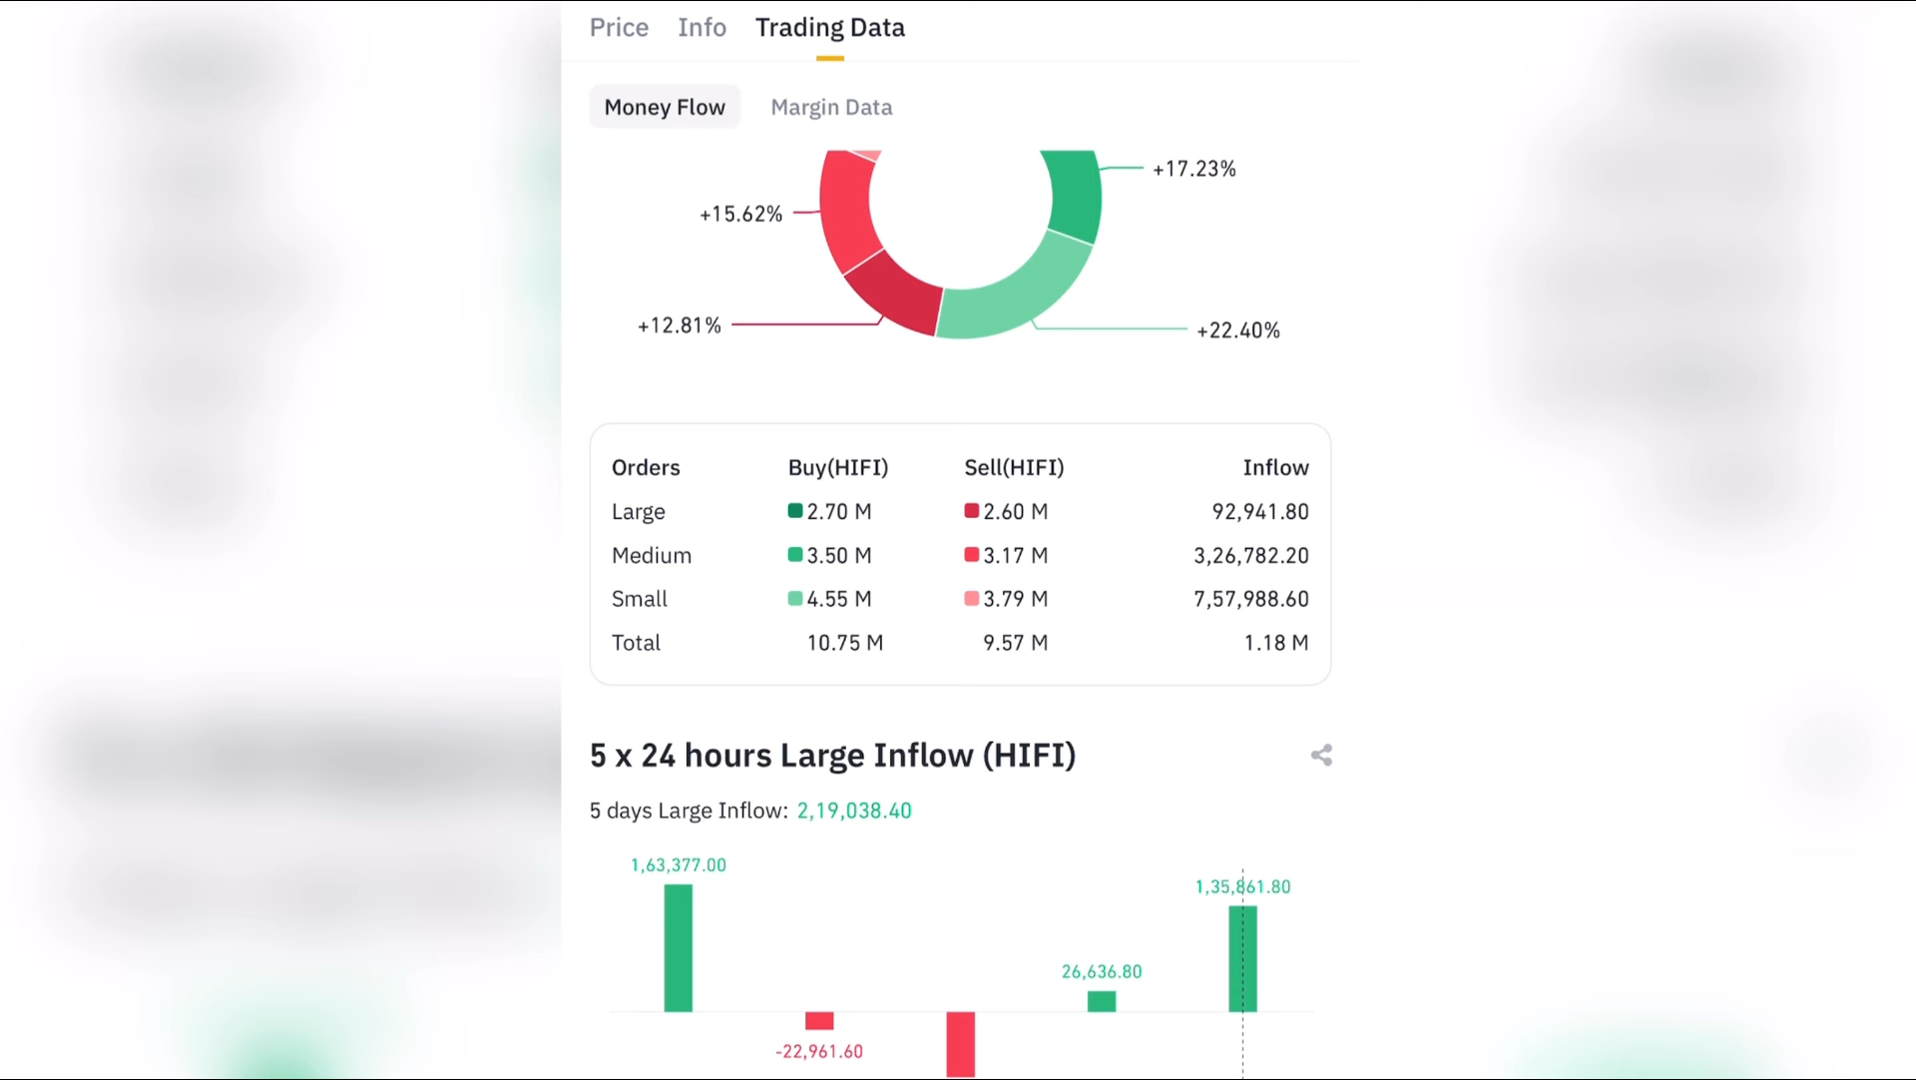 Price Info Trading Data
Money Flow Margin Data
+17.23%
+15.62%
+12.81%
+22.40%
Orders Buy(HIFI) Sell(HIFI) Inflow
Large 2.70 M 2.60 M 92,941.80
Medium 3.50 M 3.17 M 3,26,782.20
Small 4.55 M 3.79 M 7,57,988.60
Total 10.75 M 9.57 M 1.18 M
5 x 24 hours Large Inflow (HIFI)
5 days Large Inflow: 2,19,038.40
1,63,377.00
1,35,861.80
26,636.80
-22,961.60